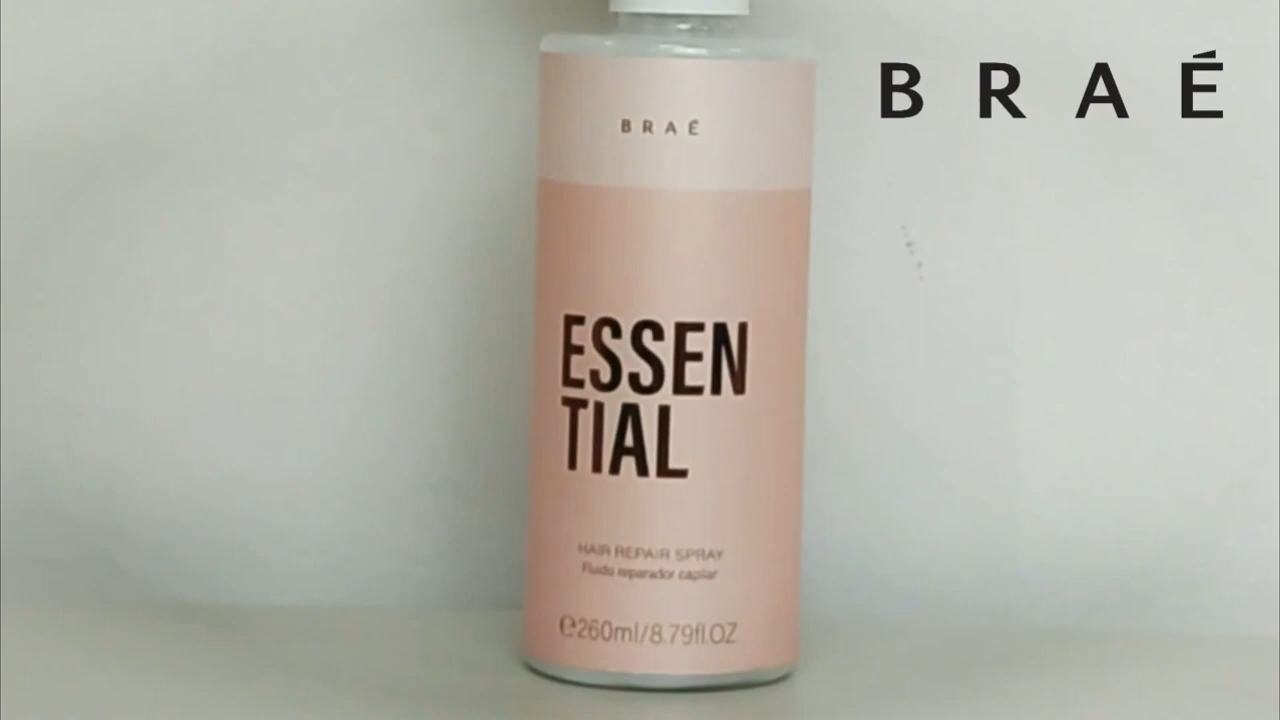 BRAÉ
BRAÉ
ESSEN
TIAL
HAIR REPAIR SPRAY
Fluido reparador capilar
℮260ml/8.79fl.OZ